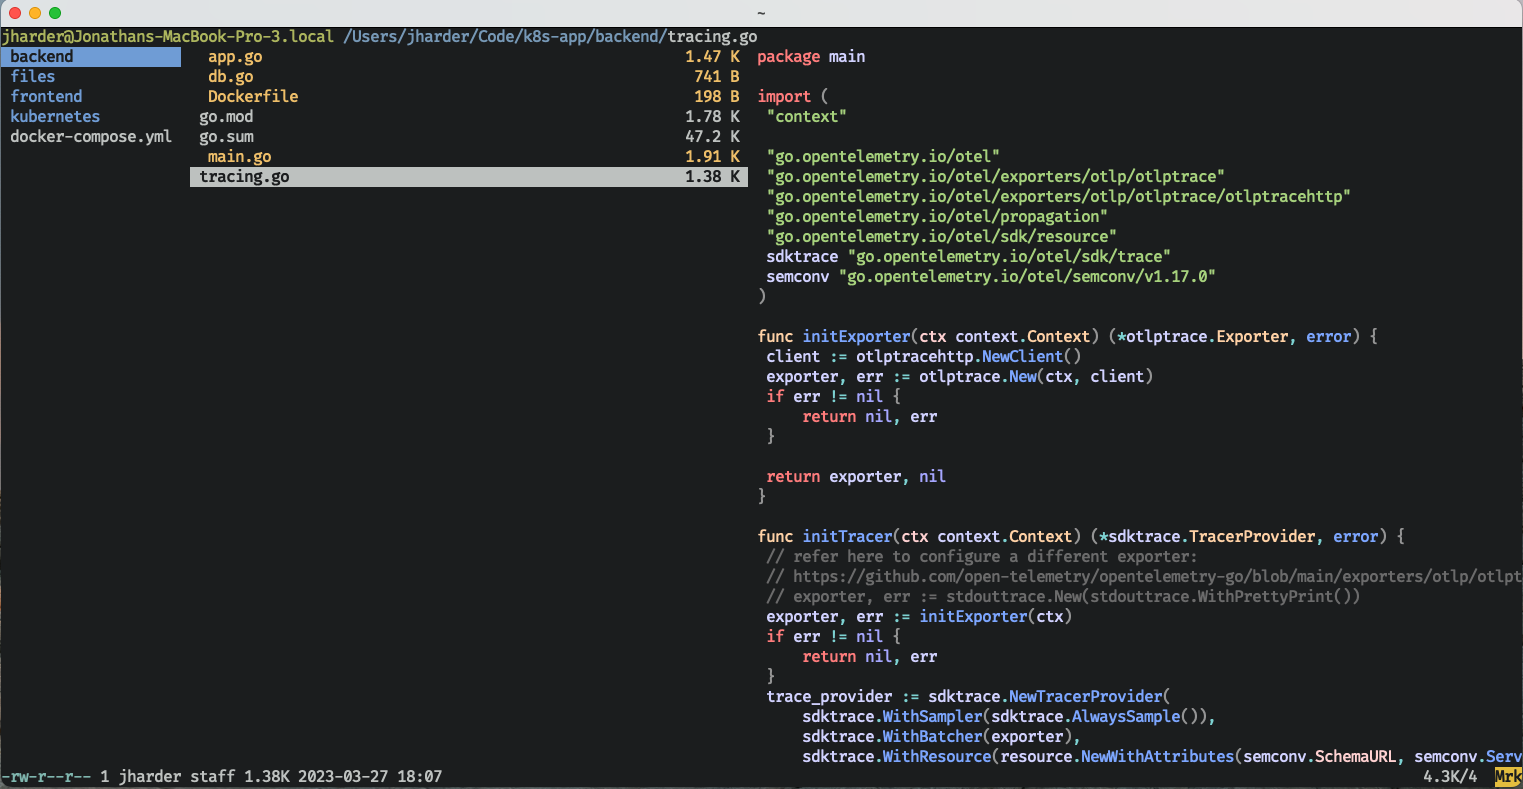 ~
jharder@Jonathans-MacBook-Pro-3.local /Users/jharder/Code/k8s-app/backend/tracing.go
backend
files
frontend
kubernetes
docker-compose.yml
app.go 1.47 K
db.go 741 B
Dockerfile 198 B
go.mod 1.78 K
go.sum 47.2 K
main.go 1.91 K
tracing.go 1.38 K
package main
import (
"context"
"go.opentelemetry.io/otel"
"go.opentelemetry.io/otel/exporters/otlp/otlptrace"
"go.opentelemetry.io/otel/exporters/otlp/otlptrace/otlptracehttp"
"go.opentelemetry.io/otel/propagation"
"go.opentelemetry.io/otel/sdk/resource"
sdktrace "go.opentelemetry.io/otel/sdk/trace"
semconv "go.opentelemetry.io/otel/semconv/v1.17.0"
)
func initExporter(ctx context.Context) (*otlptrace.Exporter, error) {
client := otlptracehttp.NewClient()
exporter, err := otlptrace.New(ctx, client)
if err != nil {
return nil, err
}
return exporter, nil
}
func initTracer(ctx context.Context) (*sdktrace.TracerProvider, error) {
// refer here to configure a different exporter:
// https://github.com/open-telemetry/opentelemetry-go/blob/main/exporters/otlp/otlpt
// exporter, err := stdouttrace.New(stdouttrace.WithPrettyPrint())
exporter, err := initExporter(ctx)
if err != nil {
return nil, err
}
trace_provider := sdktrace.NewTracerProvider(
sdktrace.WithSampler(sdktrace.AlwaysSample()),
sdktrace.WithBatcher(exporter),
sdktrace.WithResource(resource.NewWithAttributes(semconv.SchemaURL, semconv.Serv
-rw-r--r-- 1 jharder staff 1.38K 2023-03-27 18:07 4.3K/4 Mrk